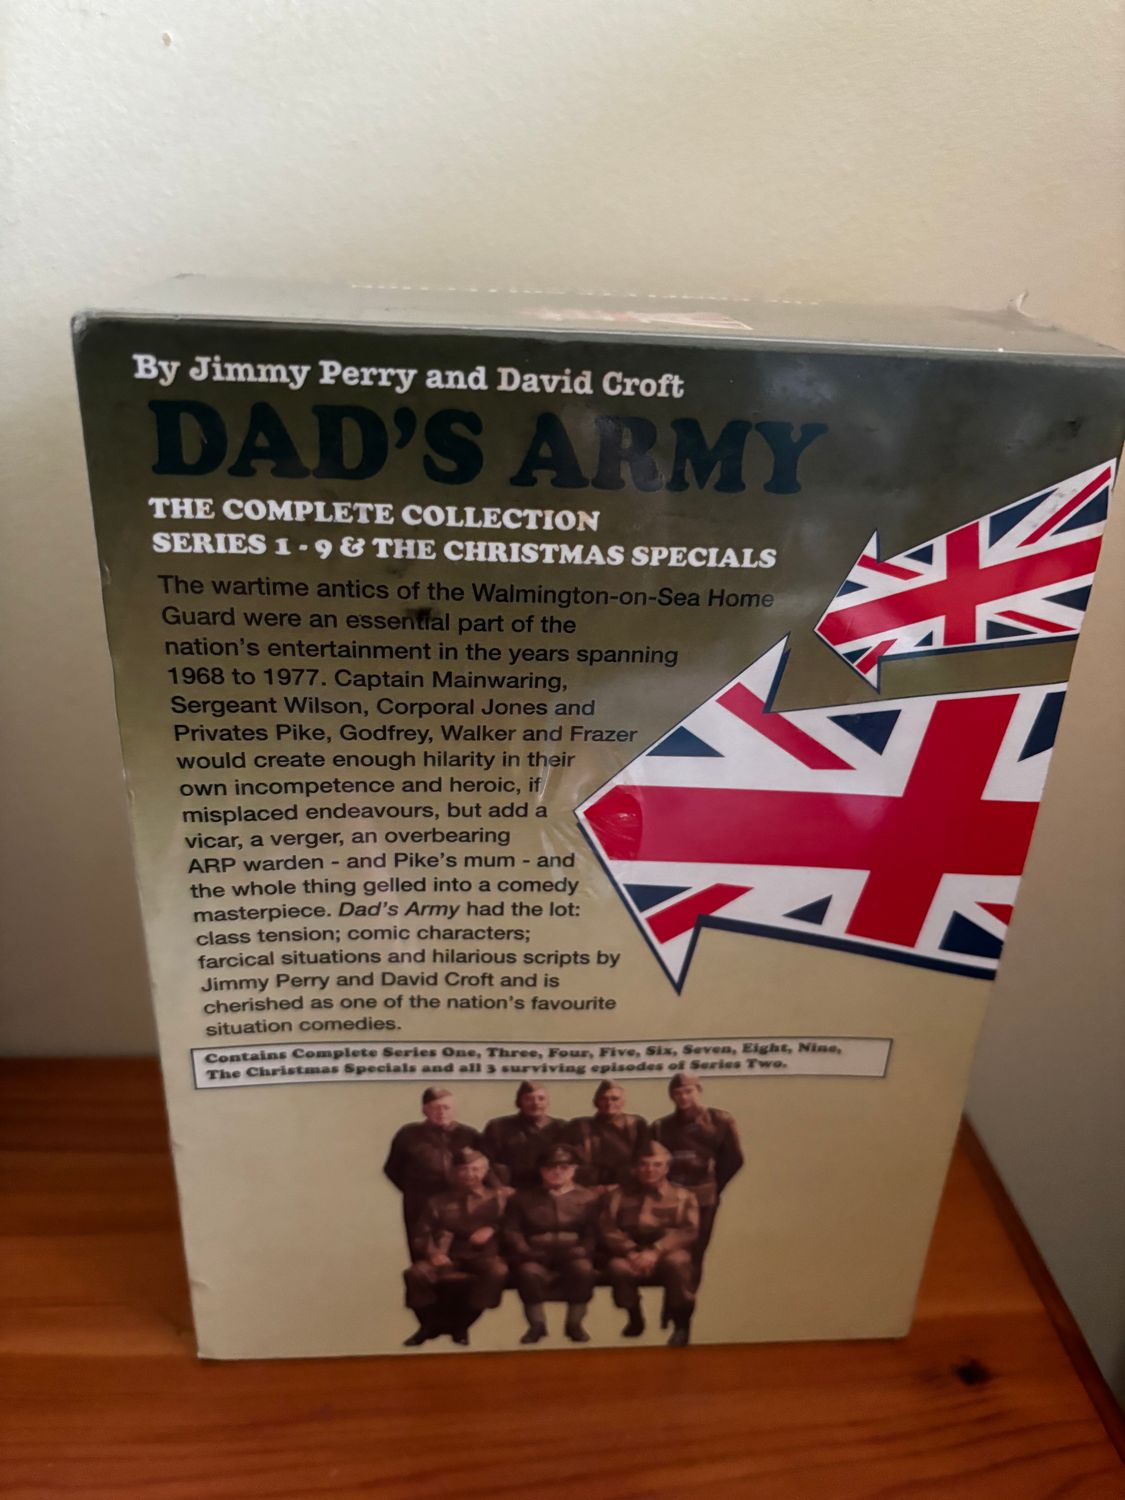 By Jimmy Perry and David Croft
DAD'S ARMY
THE COMPLETE COLLECTION
SERIES 1 - 9 & THE CHRISTMAS SPECIALS
The wartime antics of the Walmington-on-Sea Home
Guard were an essential part of the
nation's entertainment in the years spanning
1968 to 1977. Captain Mainwaring,
Sergeant Wilson, Corporal Jones and
Privates Pike, Godfrey, Walker and Frazer
would create enough hilarity in their
own incompetence and heroic, if
misplaced endeavours, but add a
vicar, a verger, an overbearing
ARP warden - and Pike's mum - and
the whole thing gelled into a comedy
masterpiece. Dad's Army had the lot:
class tension; comic characters;
farcical situations and hilarious scripts by
Jimmy Perry and David Croft and is
cherished as one of the nation's favourite
situation comedies.
Contains Complete Series One, Three, Four, Five, Six, Seven, Eight, Nine,
The Christmas Specials and all 3 surviving episodes of Series Two.